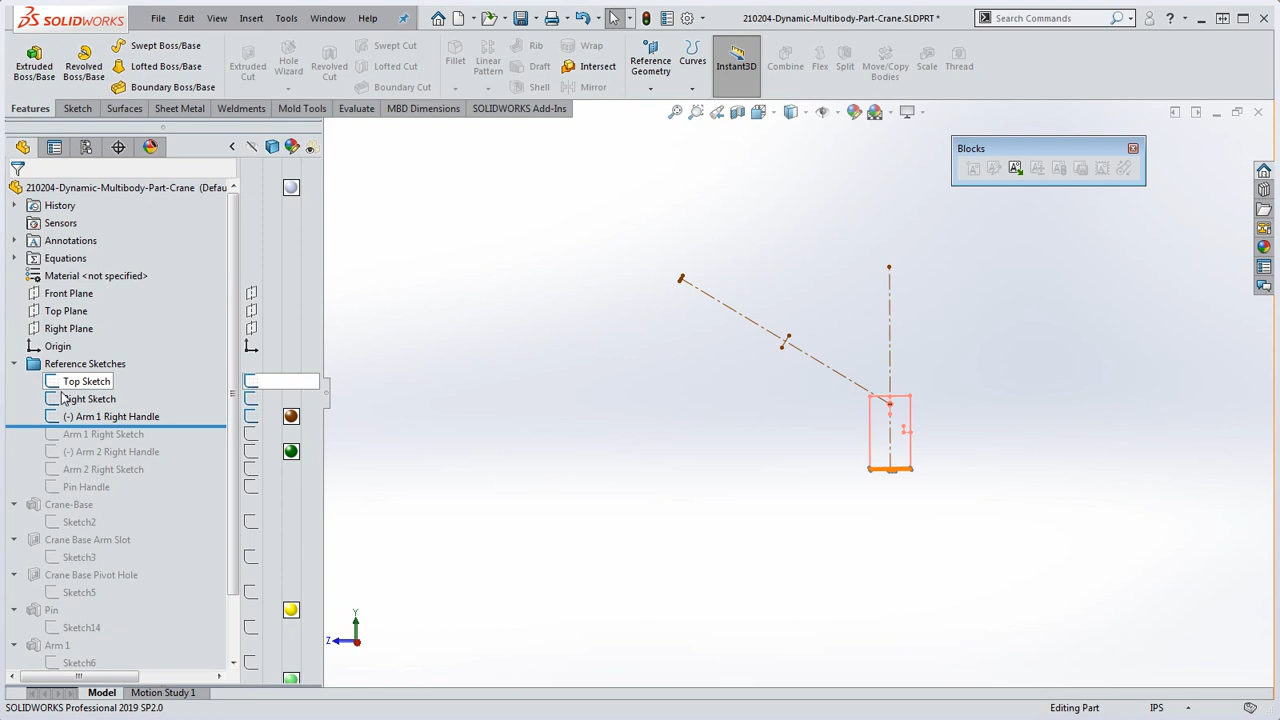 SOLIDWORKS File Edit View Insert Tools Window Help 210204-Dynamic-Multibody-Part-Crane.SLDPRT * Search Commands
Extruded Boss/Base
Revolved Boss/Base
Swept Boss/Base
Lofted Boss/Base
Boundary Boss/Base
Extruded Cut
Hole Wizard
Revolved Cut
Swept Cut
Lofted Cut
Boundary Cut
Fillet
Linear Pattern
Rib
Draft
Shell
Wrap
Intersect
Mirror
Reference Geometry
Curves
Instant3D
Combine
Flex
Split
Move/Copy Bodies
Scale
Thread
Features Sketch Surfaces Sheet Metal Weldments Mold Tools Evaluate MBD Dimensions SOLIDWORKS Add-Ins
Blocks
210204-Dynamic-Multibody-Part-Crane (Defau
History
Sensors
Annotations
Equations
Material <not specified>
Front Plane
Top Plane
Right Plane
Origin
Reference Sketches
Top Sketch
ight Sketch
(-) Arm 1 Right Handle
Arm 1 Right Sketch
(-) Arm 2 Right Handle
Arm 2 Right Sketch
Pin Handle
Crane-Base
Sketch2
Crane Base Arm Slot
Sketch3
Crane Base Pivot Hole
Sketch5
Pin
Sketch14
Arm 1
Sketch6
Y
Z
Model Motion Study 1
SOLIDWORKS Professional 2019 SP2.0 Editing Part IPS